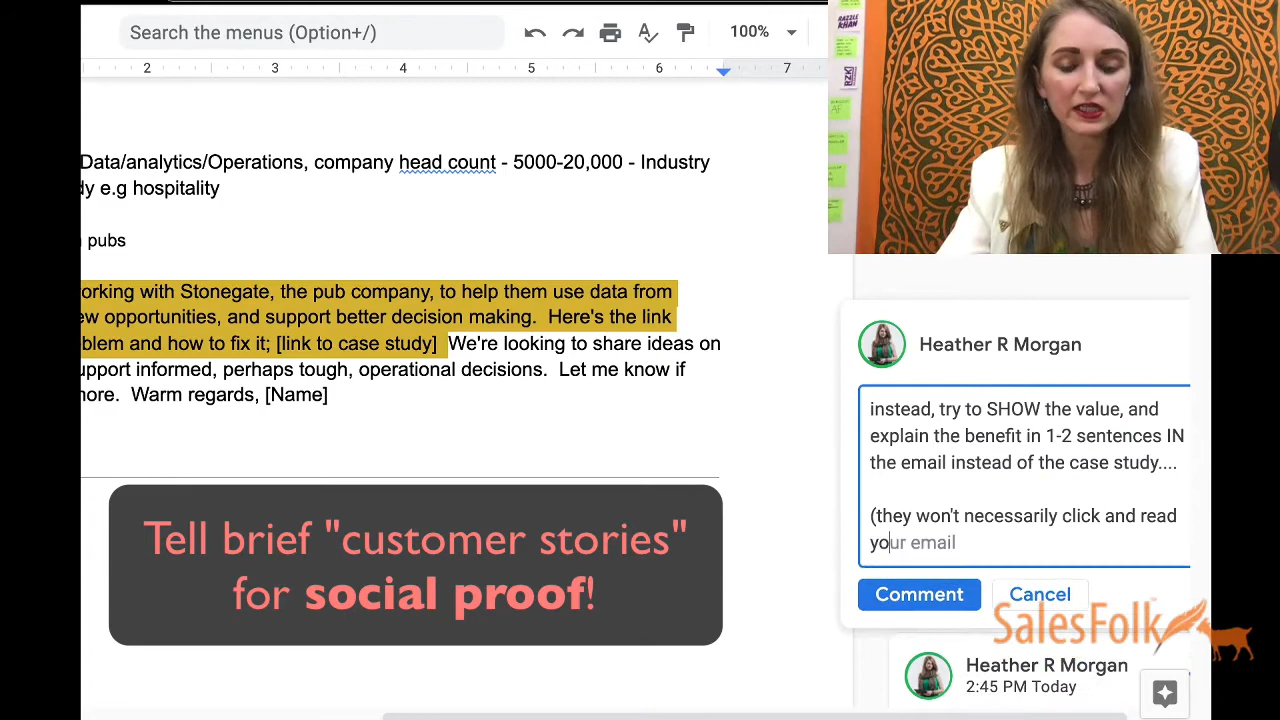 Search the menus (Option+/)
100%
2 3 4 5 6 7
Data/analytics/Operations, company head count - 5000-20,000 - Industry
dy e.g hospitality
pubs
orking with Stonegate, the pub company, to help them use data from
ew opportunities, and support better decision making. Here's the link
blem and how to fix it; [link to case study] We're looking to share ideas on
upport informed, perhaps tough, operational decisions. Let me know if
more. Warm regards, [Name]
Tell brief "customer stories"
for social proof!
RAZZLE
KHAN
RZK
AF
Heather R Morgan
instead, try to SHOW the value, and
explain the benefit in 1-2 sentences IN
the email instead of the case study....
(they won't necessarily click and read
your email
Comment Cancel
SalesFolk
Heather R Morgan
2:45 PM Today